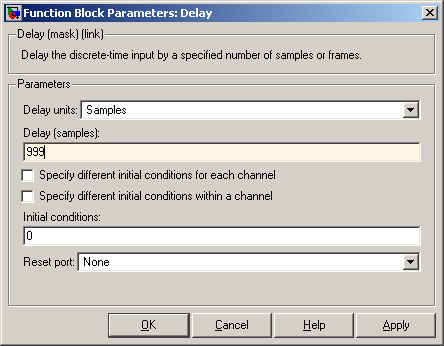 Function Block Parameters: Delay
Delay (mask) (link)
Delay the discrete-time input by a specified number of samples or frames.
Parameters
Delay units: Samples
Delay (samples):
999
Specify different initial conditions for each channel
Specify different initial conditions within a channel
Initial conditions:
0
Reset port: None
OK Cancel Help Apply